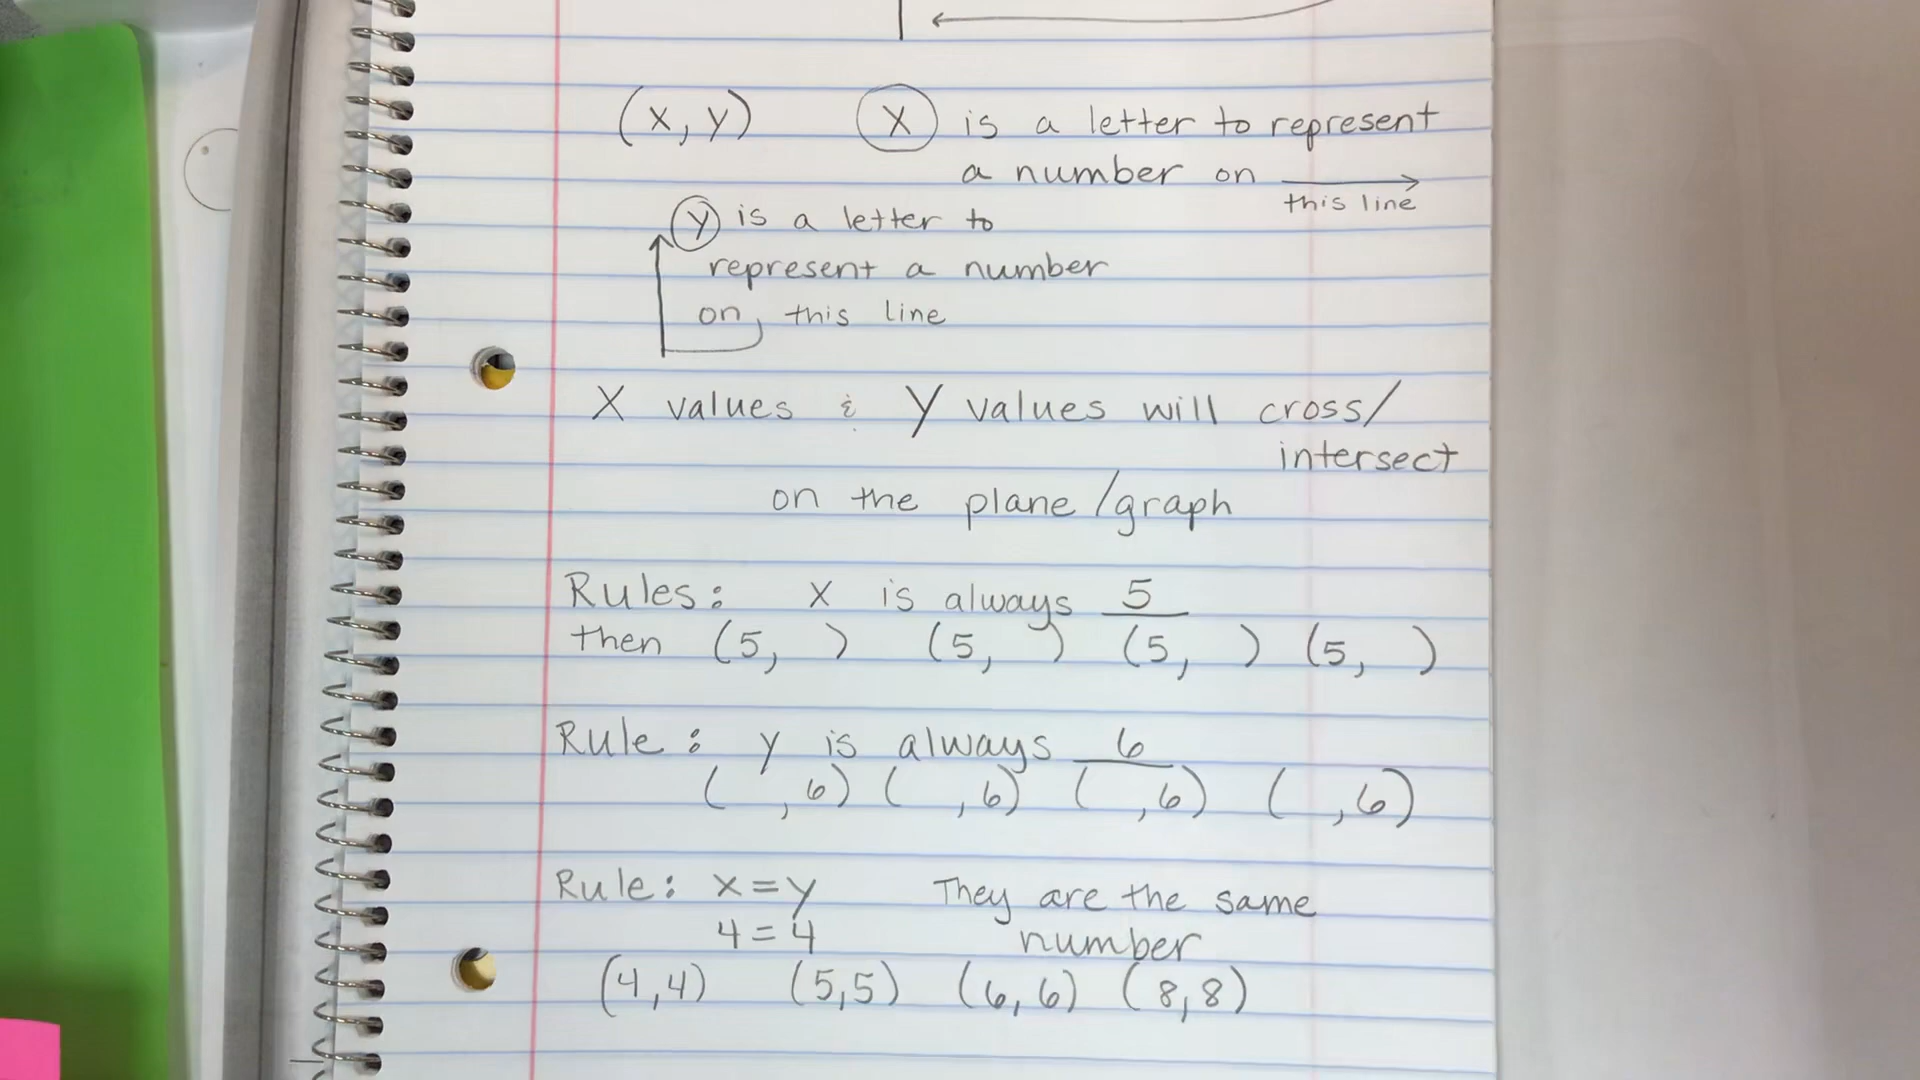 (x, y) X is a letter to represent
a number on
this line
y is a letter to
represent a number
on, this line
X values & Y values will cross/
intersect
on the plane/graph
Rules: X is always 5
then (5, ) (5, ) (5, ) (5, )
Rule: y is always 6
( , 6) ( , 6) ( , 6) ( , 6)
Rule: x=y They are the same
4=4 number
(4,4) (5,5) (6,6) (8,8)